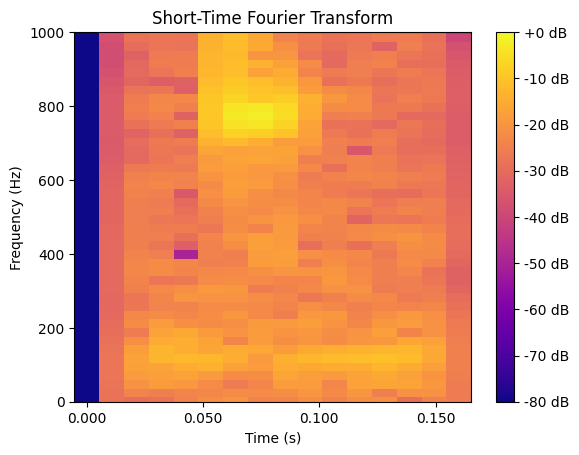 Short-Time Fourier Transform
1000
800
600
400
200
0
Frequency (Hz)
0.000
0.050
0.100
0.150
Time (s)
+0 dB
-10 dB
-20 dB
-30 dB
-40 dB
-50 dB
-60 dB
-70 dB
-80 dB